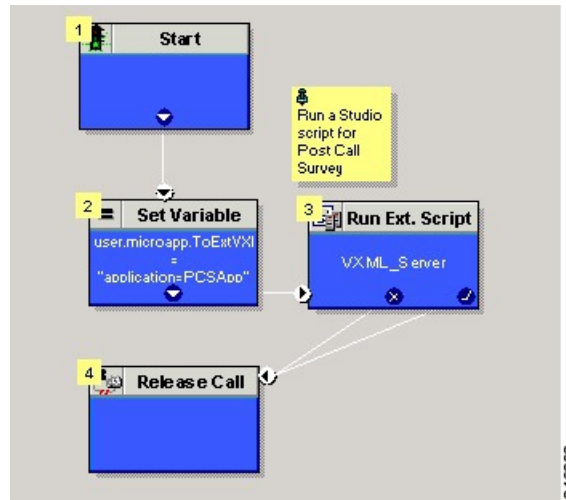 1
Start
Run a Studio
script for
Post Call
Survey
2
Set Variable
user.microapp.ToExtVXI
=
"application=PCSApp"
3
Run Ext. Script
VXML_Server
4
Release Call